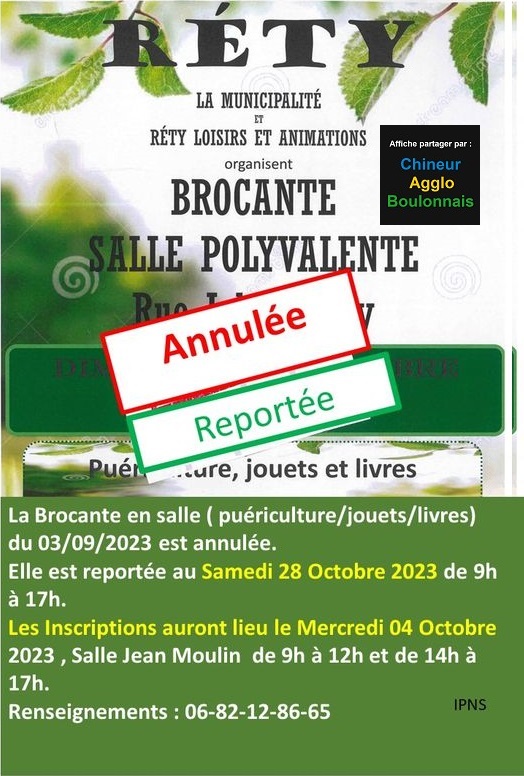 RÉTY
LA MUNICIPALITÉ
ET
RÉTY LOISIRS ET ANIMATIONS
organisent
Affiche partager par :
Chineur
Agglo
Boulonnais
BROCANTE
SALLE POLYVALENTE
Rue
Annulée
Reportée
jouets et livres
La Brocante en salle ( puériculture/jouets/livres)
du 03/09/2023 est annulée.
Elle est reportée au Samedi 28 Octobre 2023 de 9h
à 17h.
Les Inscriptions auront lieu le Mercredi 04 Octobre
2023 , Salle Jean Moulin de 9h à 12h et de 14h à
17h.
Renseignements : 06-82-12-86-65
IPNS